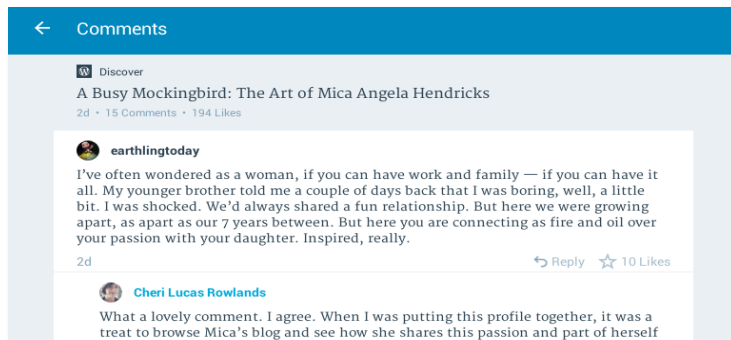 Comments
Discover
A Busy Mockingbird: The Art of Mica Angela Hendricks
2d • 15 Comments • 194 Likes
earthlingtoday
I've often wondered as a woman, if you can have work and family — if you can have it
all. My younger brother told me a couple of days back that I was boring, well, a little
bit. I was shocked. We'd always shared a fun relationship. But here we were growing
apart, as apart as our 7 years between. But here you are connecting as fire and oil over
your passion with your daughter. Inspired, really.
2d Reply 10 Likes
Cheri Lucas Rowlands
What a lovely comment. I agree. When I was putting this profile together, it was a
treat to browse Mica's blog and see how she shares this passion and part of herself